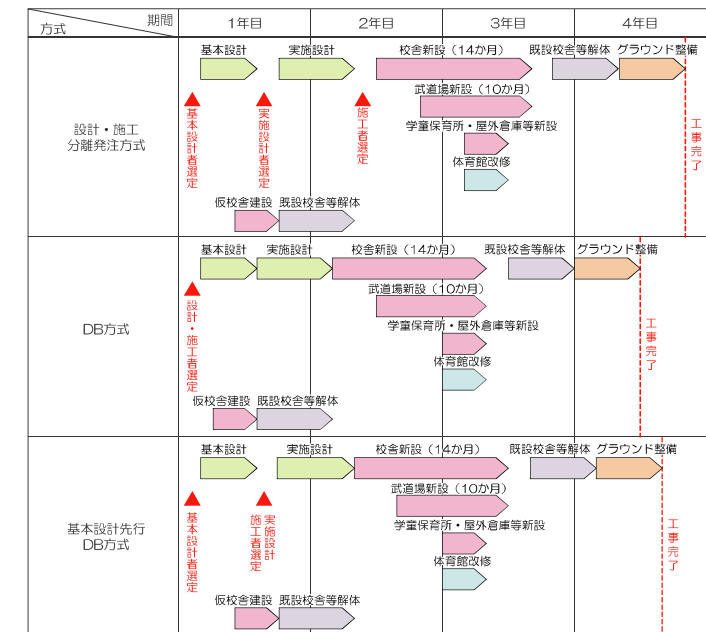 期間
方式
1年目
2年目
3年目
4年目
設計・施工
分離発注方式
基本設計
実施設計
校舎新設（14か月）
既設校舎等解体
グラウンド整備
武道場新設（10か月）
学童保育所・屋外倉庫等新設
体育館改修
基本設計者選定
実施設計者選定
施工者選定
工事完了
仮校舎建設
既設校舎等解体
DB方式
基本設計
実施設計
校舎新設（14か月）
既設校舎等解体
グラウンド整備
武道場新設（10か月）
学童保育所・屋外倉庫等新設
体育館改修
設計・施工者選定
工事完了
仮校舎建設
既設校舎等解体
基本設計先行
DB方式
基本設計
実施設計
校舎新設（14か月）
既設校舎等解体
グラウンド整備
武道場新設（10か月）
学童保育所・屋外倉庫等新設
体育館改修
基本設計者選定
実施設計
施工者選定
工事完了
仮校舎建設
既設校舎等解体